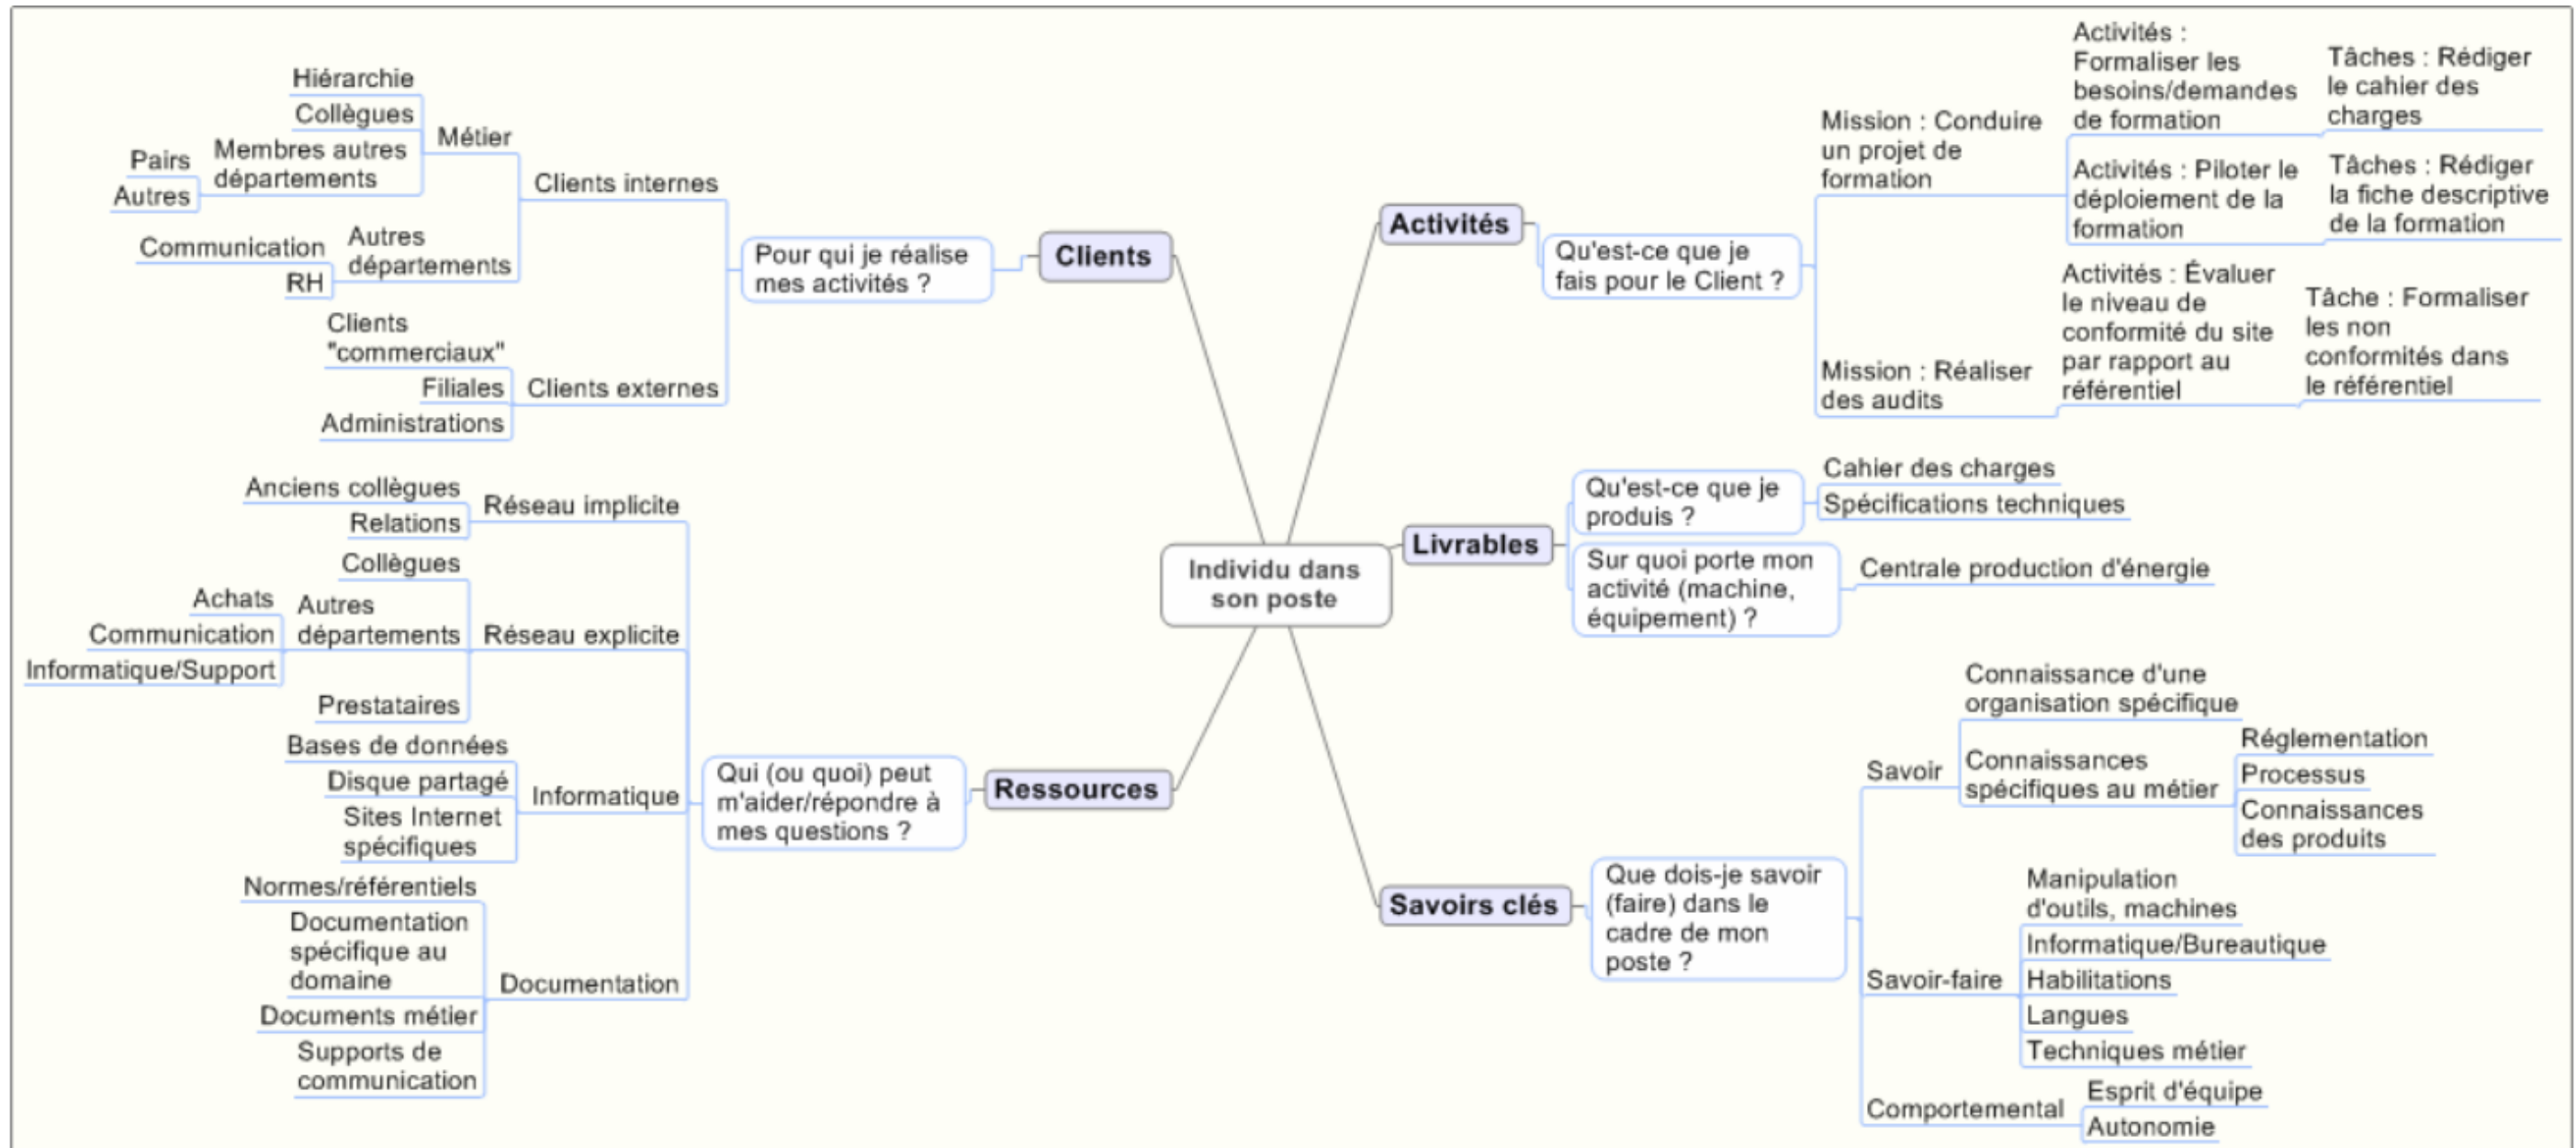 Individu dans
son poste
Clients
Pour qui je réalise
mes activités ?
Clients internes
Métier
Hiérarchie
Collègues
Membres autres
départements
Pairs
Autres
Autres
départements
Communication
RH
Clients externes
Clients
"commerciaux"
Filiales
Administrations
Ressources
Qui (ou quoi) peut
m'aider/répondre à
mes questions ?
Réseau implicite
Anciens collègues
Relations
Réseau explicite
Collègues
Autres
départements
Achats
Communication
Informatique/Support
Prestataires
Informatique
Bases de données
Disque partagé
Sites Internet
spécifiques
Documentation
Normes/référentiels
Documentation
spécifique au
domaine
Documents métier
Supports de
communication
Activités
Qu'est-ce que je
fais pour le Client ?
Mission : Conduire
un projet de
formation
Activités :
Formaliser les
besoins/demandes
de formation
Tâches : Rédiger
le cahier des
charges
Activités : Piloter le
déploiement de la
formation
Tâches : Rédiger
la fiche descriptive
de la formation
Mission : Réaliser
des audits
Activités : Évaluer
le niveau de
conformité du site
par rapport au
référentiel
Tâche : Formaliser
les non
conformités dans
le référentiel
Livrables
Qu'est-ce que je
produis ?
Cahier des charges
Spécifications techniques
Sur quoi porte mon
activité (machine,
équipement) ?
Centrale production d'énergie
Savoirs clés
Que dois-je savoir
(faire) dans le
cadre de mon
poste ?
Savoir
Connaissance d'une
organisation spécifique
Connaissances
spécifiques au métier
Réglementation
Processus
Connaissances
des produits
Savoir-faire
Manipulation
d'outils, machines
Informatique/Bureautique
Habilitations
Langues
Techniques métier
Comportemental
Esprit d'équipe
Autonomie